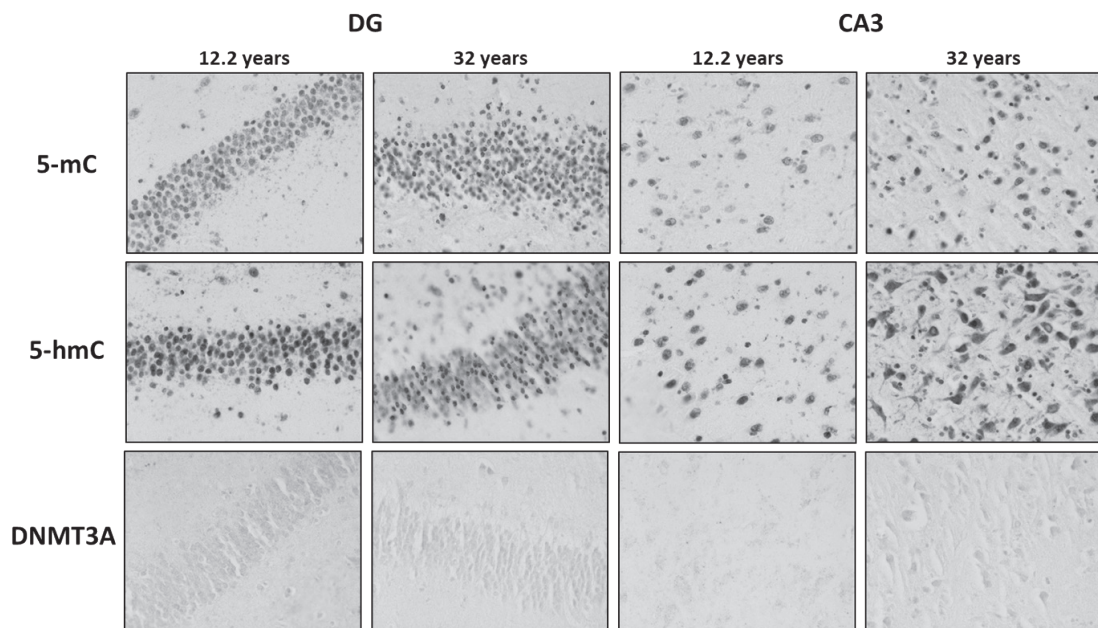 DG CA3
12.2 years 32 years 12.2 years 32 years
5-mC
5-hmC
DNMT3A